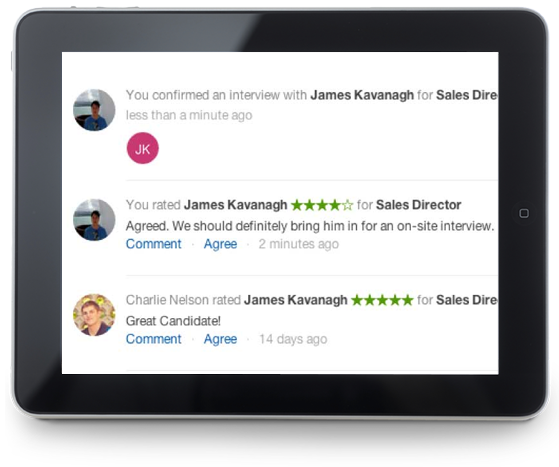 You confirmed an interview with James Kavanagh for Sales Dire
less than a minute ago
JK
You rated James Kavanagh ★★★★☆ for Sales Director
Agreed. We should definitely bring him in for an on-site interview.
Comment · Agree · 2 minutes ago
Charlie Nelson rated James Kavanagh ★★★★★ for Sales Dire
Great Candidate!
Comment · Agree · 14 days ago